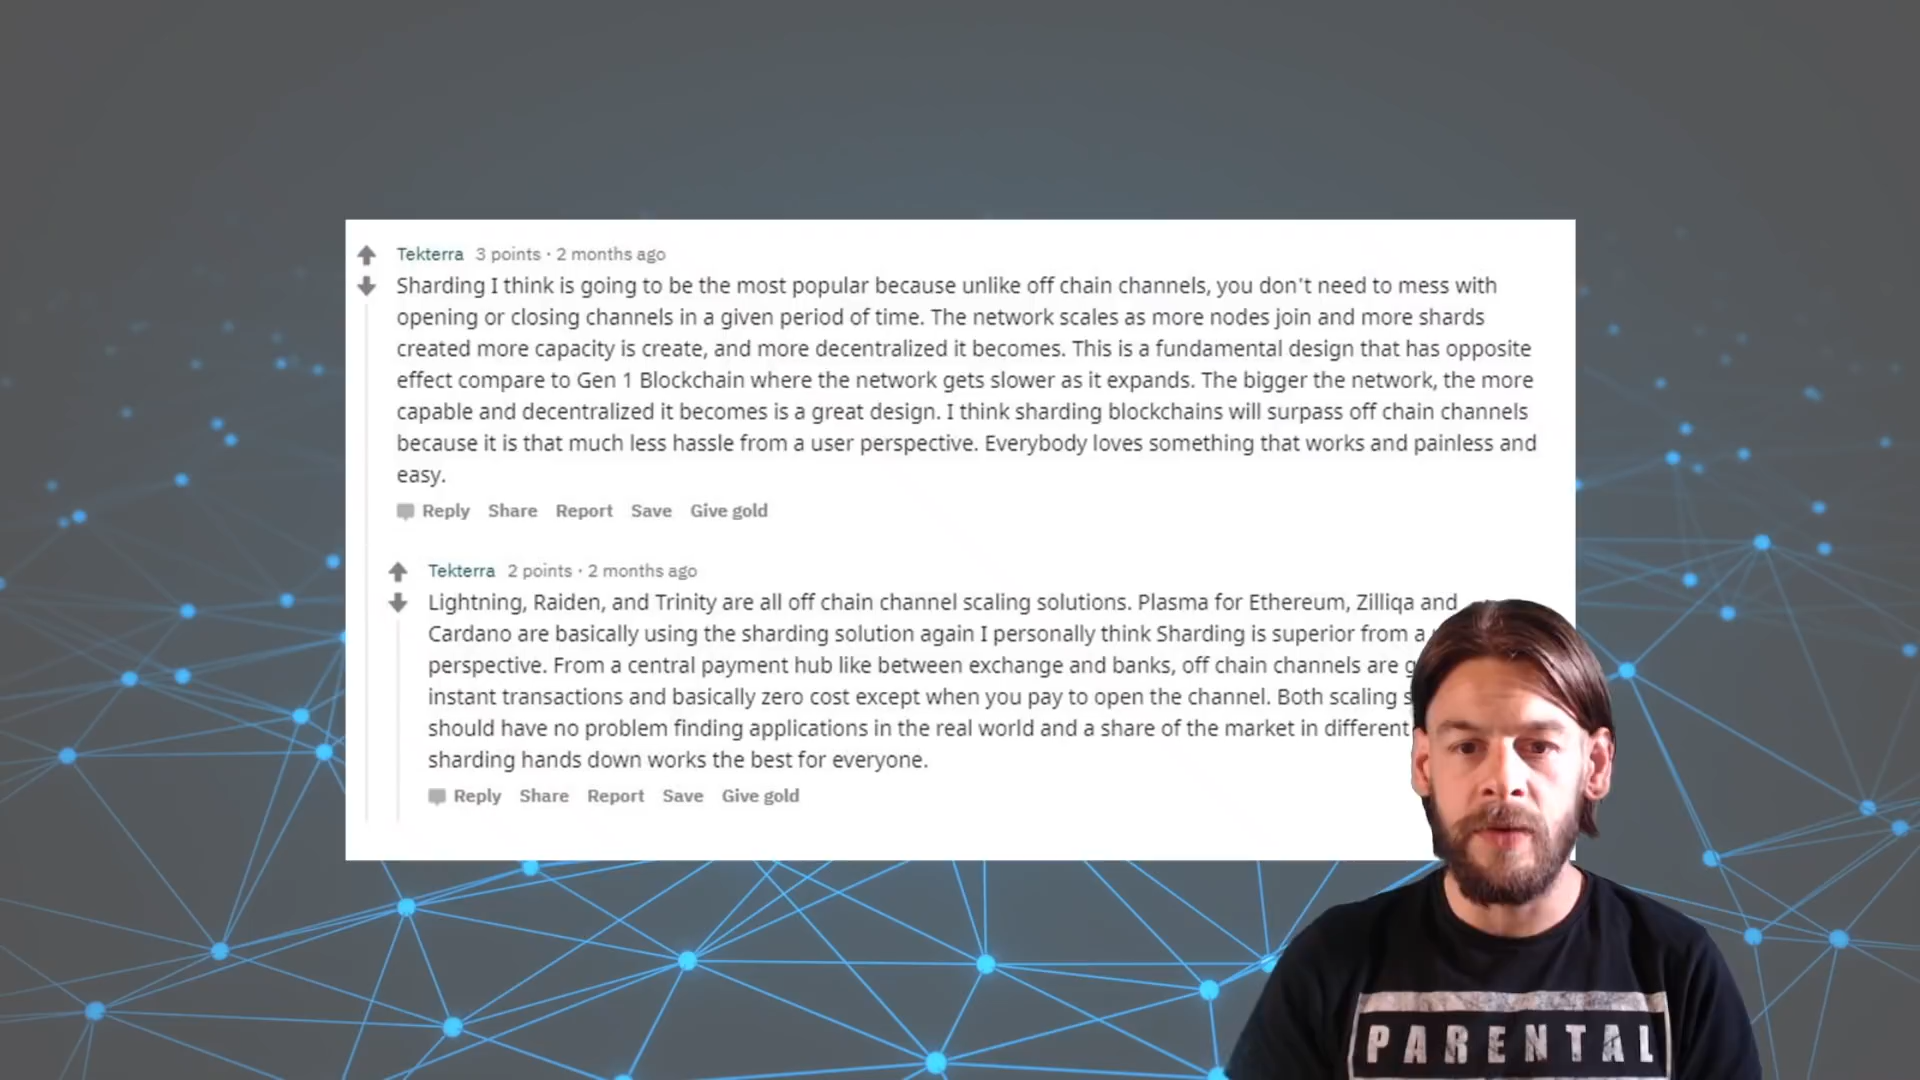 Tekterra 3 points · 2 months ago
Sharding I think is going to be the most popular because unlike off chain channels, you don't need to mess with
opening or closing channels in a given period of time. The network scales as more nodes join and more shards
created more capacity is create, and more decentralized it becomes. This is a fundamental design that has opposite
effect compare to Gen 1 Blockchain where the network gets slower as it expands. The bigger the network, the more
capable and decentralized it becomes is a great design. I think sharding blockchains will surpass off chain channels
because it is that much less hassle from a user perspective. Everybody loves something that works and painless and
easy.
Reply Share Report Save Give gold
Tekterra 2 points · 2 months ago
Lightning, Raiden, and Trinity are all off chain channel scaling solutions. Plasma for Ethereum, Zilliqa and
Cardano are basically using the sharding solution again I personally think Sharding is superior from a
perspective. From a central payment hub like between exchange and banks, off chain channels are
instant transactions and basically zero cost except when you pay to open the channel. Both scaling
should have no problem finding applications in the real world and a share of the market in different
sharding hands down works the best for everyone.
Reply Share Report Save Give gold
PARENTAL